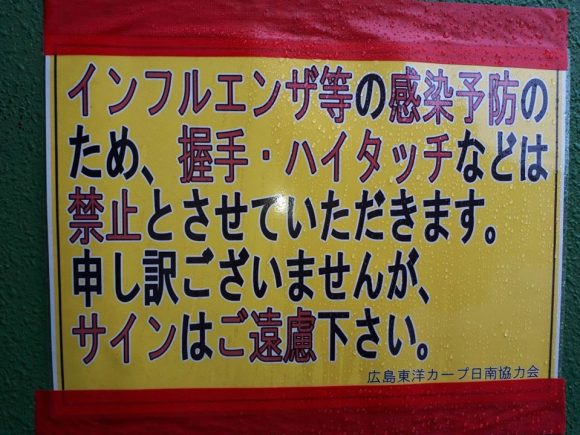 インフルエンザ等の感染予防の
ため、握手・ハイタッチなどは
禁止とさせていただきます。
申し訳ございませんが、
サインはご遠慮下さい。
広島東洋カープ日南協力会